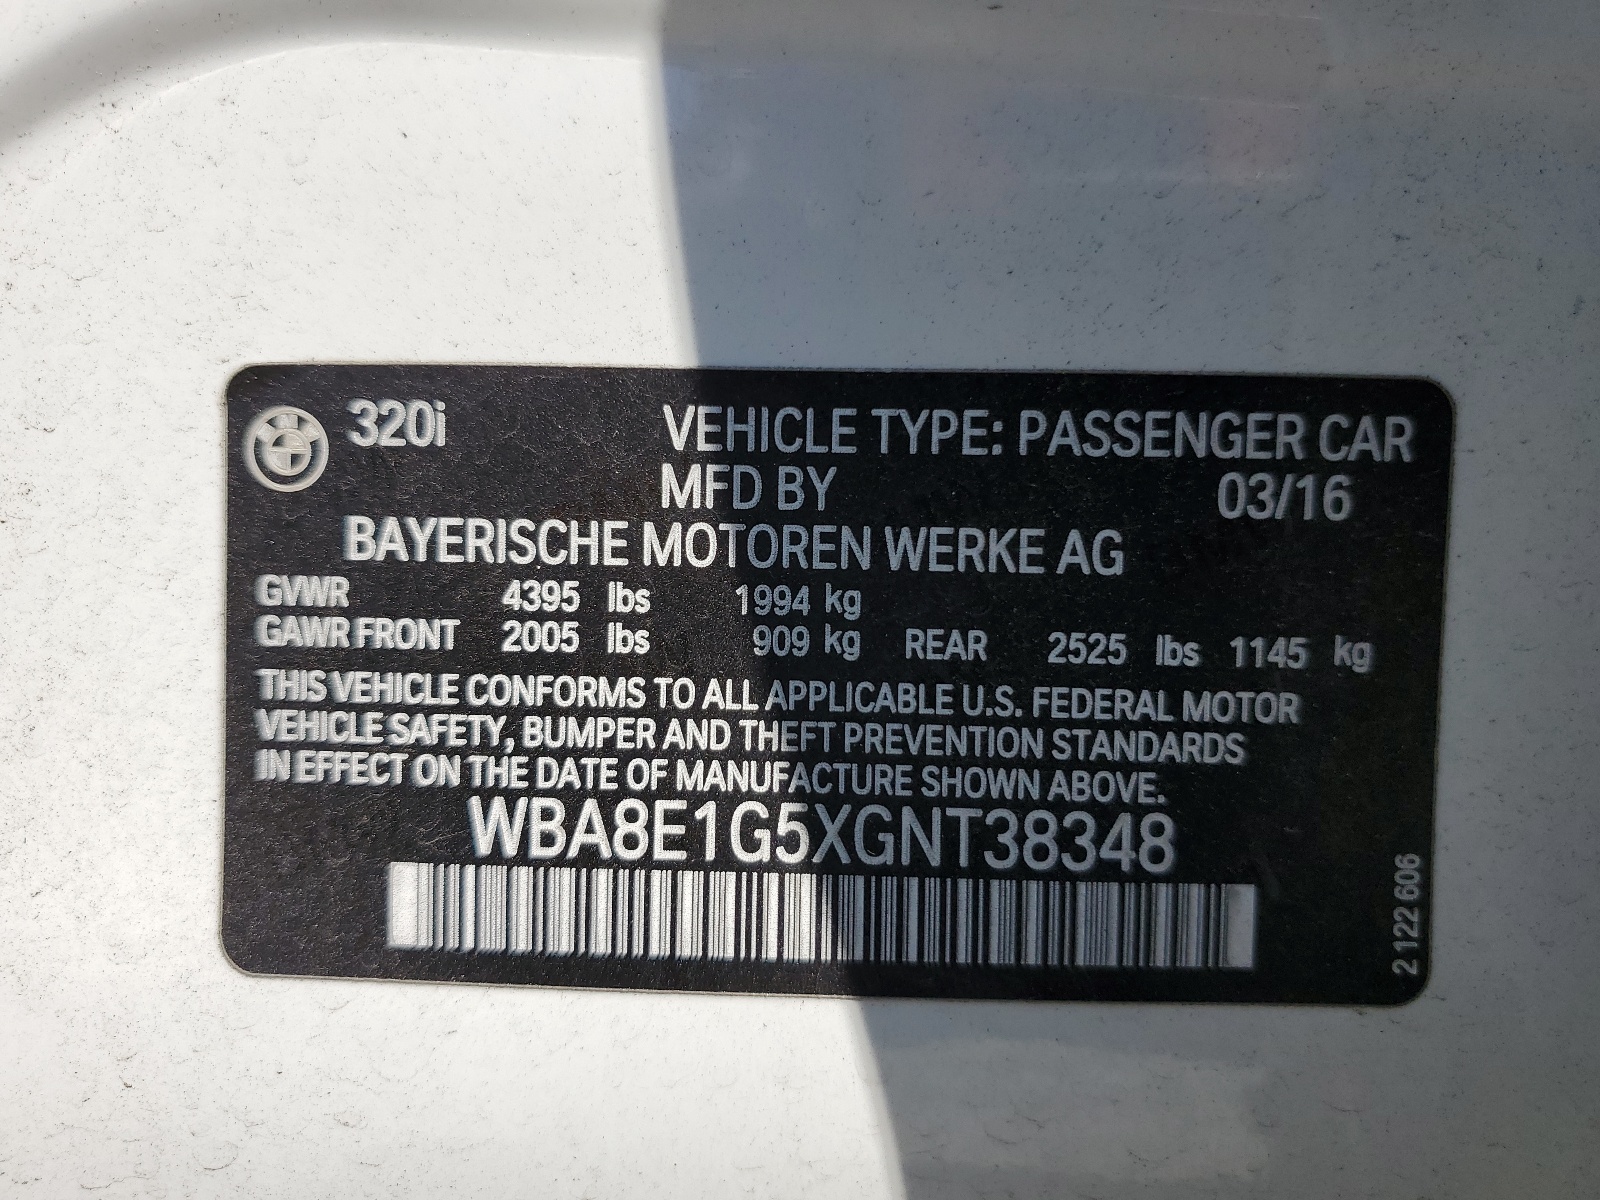 320i VEHICLE TYPE: PASSENGER CAR
MFD BY 03/16
BAYERISCHE MOTOREN WERKE AG
GVWR 4395 lbs 1994 kg
GAWR FRONT 2005 lbs 909 kg REAR 2525 lbs 1145 kg
THIS VEHICLE CONFORMS TO ALL APPLICABLE U.S. FEDERAL MOTOR
VEHICLE SAFETY, BUMPER AND THEFT PREVENTION STANDARDS
IN EFFECT ON THE DATE OF MANUFACTURE SHOWN ABOVE.
WBA8E1G5XGNT38348
2 122 606